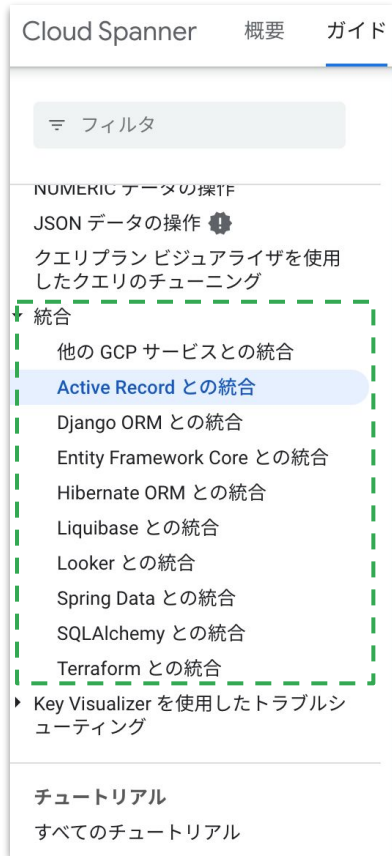 Cloud Spanner 概要 ガイド
フィルタ
NUMERIC データの操作
JSON データの操作
クエリプラン ビジュアライザを使用
したクエリのチューニング
統合
他の GCP サービスとの統合
Active Record との統合
Django ORM との統合
Entity Framework Core との統合
Hibernate ORM との統合
Liquibase との統合
Looker との統合
Spring Data との統合
SQLAlchemy との統合
Terraform との統合
Key Visualizer を使用したトラブルシ
ューティング
チュートリアル
すべてのチュートリアル